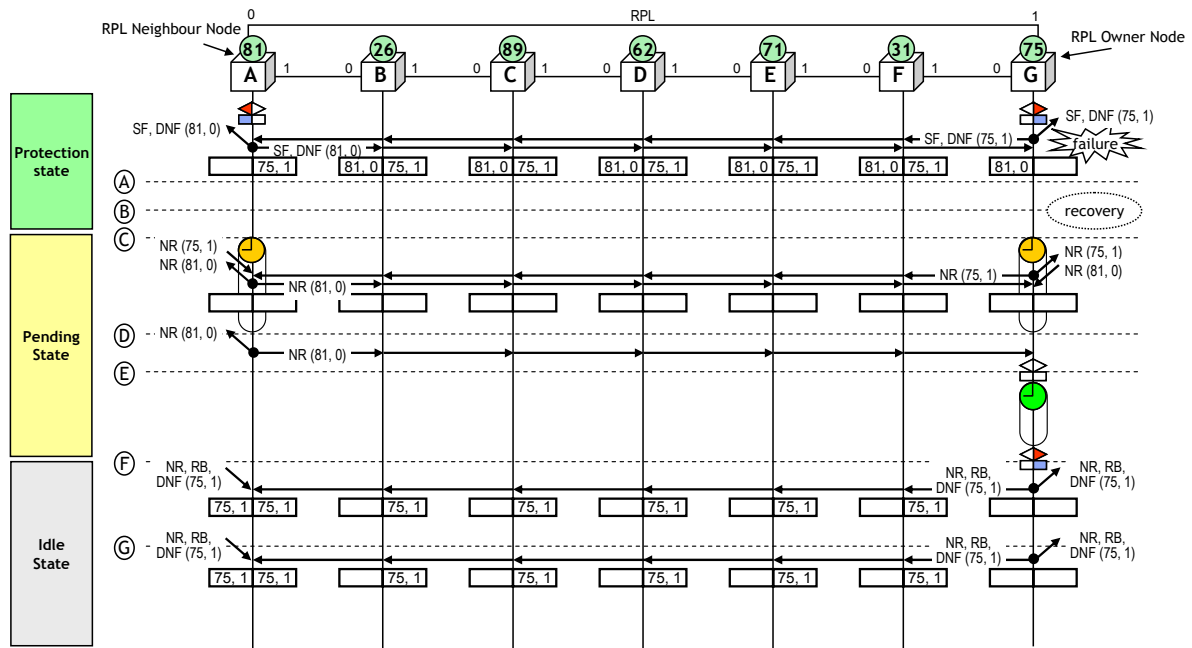 0 RPL 1
RPL Neighbour Node
RPL Owner Node
81 26 89 62 71 31 75
A 1 0 B 1 0 C 1 0 D 1 0 E 1 0 F 1 0 G
Protection state
SF, DNF (81, 0)
SF, DNF (81, 0)
SF, DNF (75, 1)
SF, DNF (75, 1)
failure
75, 1 81, 0 75, 1 81, 0 75, 1 81, 0 75, 1 81, 0 75, 1 81, 0 75, 1 81, 0
A
B
recovery
C
Pending State
NR (75, 1)
NR (81, 0)
NR (81, 0)
NR (75, 1)
NR (75, 1)
NR (81, 0)
D
NR (81, 0)
NR (81, 0)
E
F
Idle State
NR, RB, DNF (75, 1)
NR, RB, DNF (75, 1)
NR, RB, DNF (75, 1)
75, 1 75, 1 75, 1 75, 1 75, 1 75, 1 75, 1
G
NR, RB, DNF (75, 1)
NR, RB, DNF (75, 1)
NR, RB, DNF (75, 1)
75, 1 75, 1 75, 1 75, 1 75, 1 75, 1 75, 1